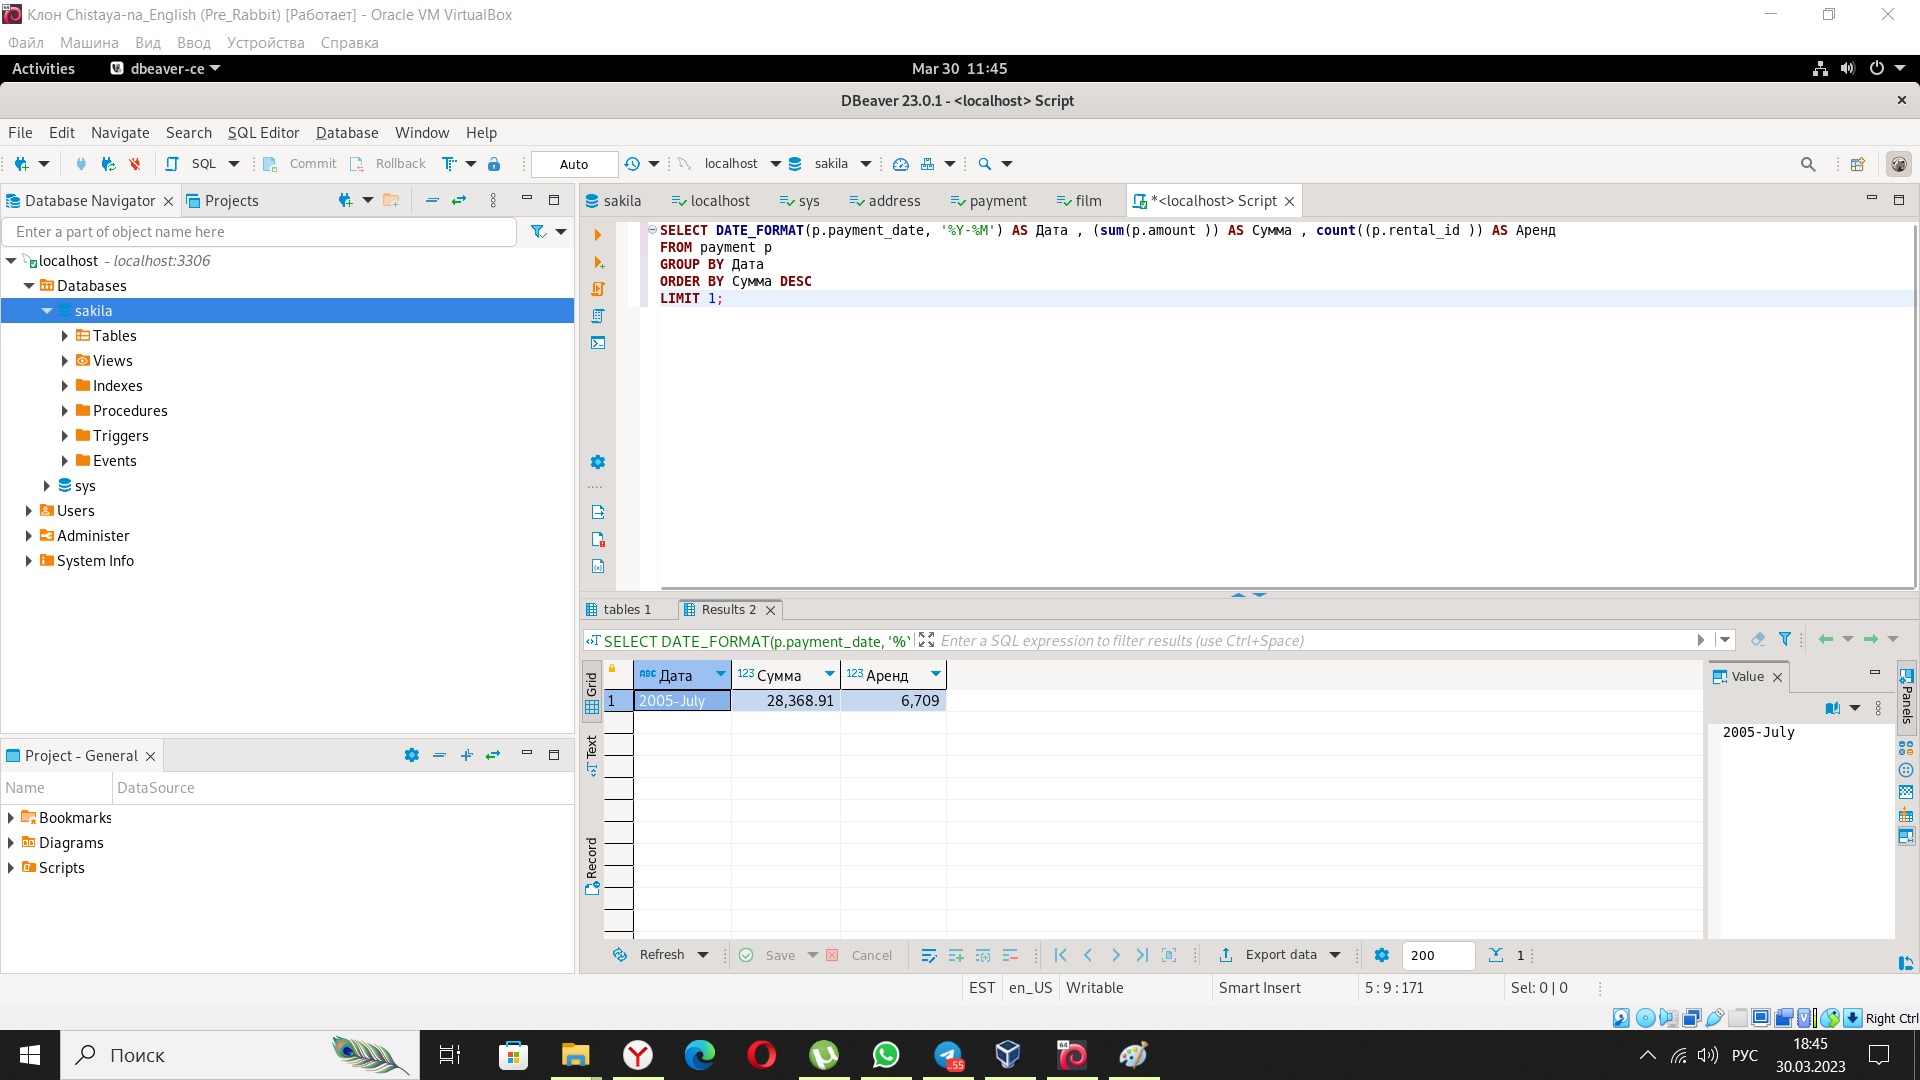 Клон Chistaya-na_English (Pre_Rabbit) [Работает] - Oracle VM VirtualBox
Файл Машина Вид Ввод Устройства Справка
Activities dbeaver-ce Mar 30 11:45
DBeaver 23.0.1 - <localhost> Script
File Edit Navigate Search SQL Editor Database Window Help
SQL Commit Rollback Auto localhost sakila
Database Navigator Projects
sakila localhost sys address payment film *<localhost> Script
Enter a part of object name here
localhost - localhost:3306
Databases
sakila
Tables
Views
Indexes
Procedures
Triggers
Events
sys
Users
Administer
System Info
SELECT DATE_FORMAT(p.payment_date, '%Y-%M') AS Дата , (sum(p.amount )) AS Сумма , count((p.rental_id )) AS Аренд
FROM payment p
GROUP BY Дата
ORDER BY Сумма DESC
LIMIT 1;
Project - General
Name DataSource
Bookmarks
Diagrams
Scripts
tables 1 Results 2
SELECT DATE_FORMAT(p.payment_date, '%' Enter a SQL expression to filter results (use Ctrl+Space)
Grid
Text
Record
ABC Дата 123 Сумма 123 Аренд
1 2005-July 28,368.91 6,709
Value
2005-July
Panels
Refresh Save Cancel Export data 200 1
EST en_US Writable Smart Insert 5 : 9 : 171 Sel: 0 | 0
Right Ctrl
Поиск
55
64
РУС
18:45
30.03.2023